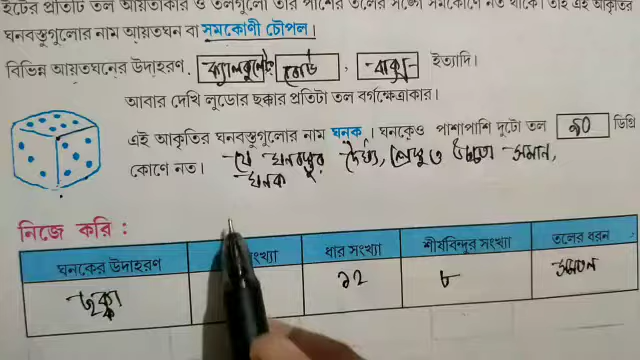 ইটের প্রতিটি তল আয়তাকার ও তলগুলো তার পাশের তলের সঙ্গে সমকোণে নত থাকে। তাই এই আকৃতির
ঘনবস্তুগুলোর নাম আয়তঘন বা সমকোণী চৌপল।
বিভিন্ন আয়তঘনের উদাহরণ, ক্যালকুলেটর বোর্ড, বাক্স ইত্যাদি।
আবার দেখি লুডোর ছক্কার প্রতিটা তল বর্গক্ষেত্রাকার।
এই আকৃতির ঘনবস্তুগুলোর নাম ঘনক। ঘনকেও পাশাপাশি দুটো তল ৯০ ডিগ্রি
কোণে নত। যে ঘনবস্তুর দৈর্ঘ্য, প্রস্থ ও উচ্চতা সমান,
ঘনক
নিজে করি :
ঘনকের উদাহরণ সংখ্যা ধার সংখ্যা শীর্ষবিন্দুর সংখ্যা তলের ধরন
ছক্কা ১২ ৮ সমতল